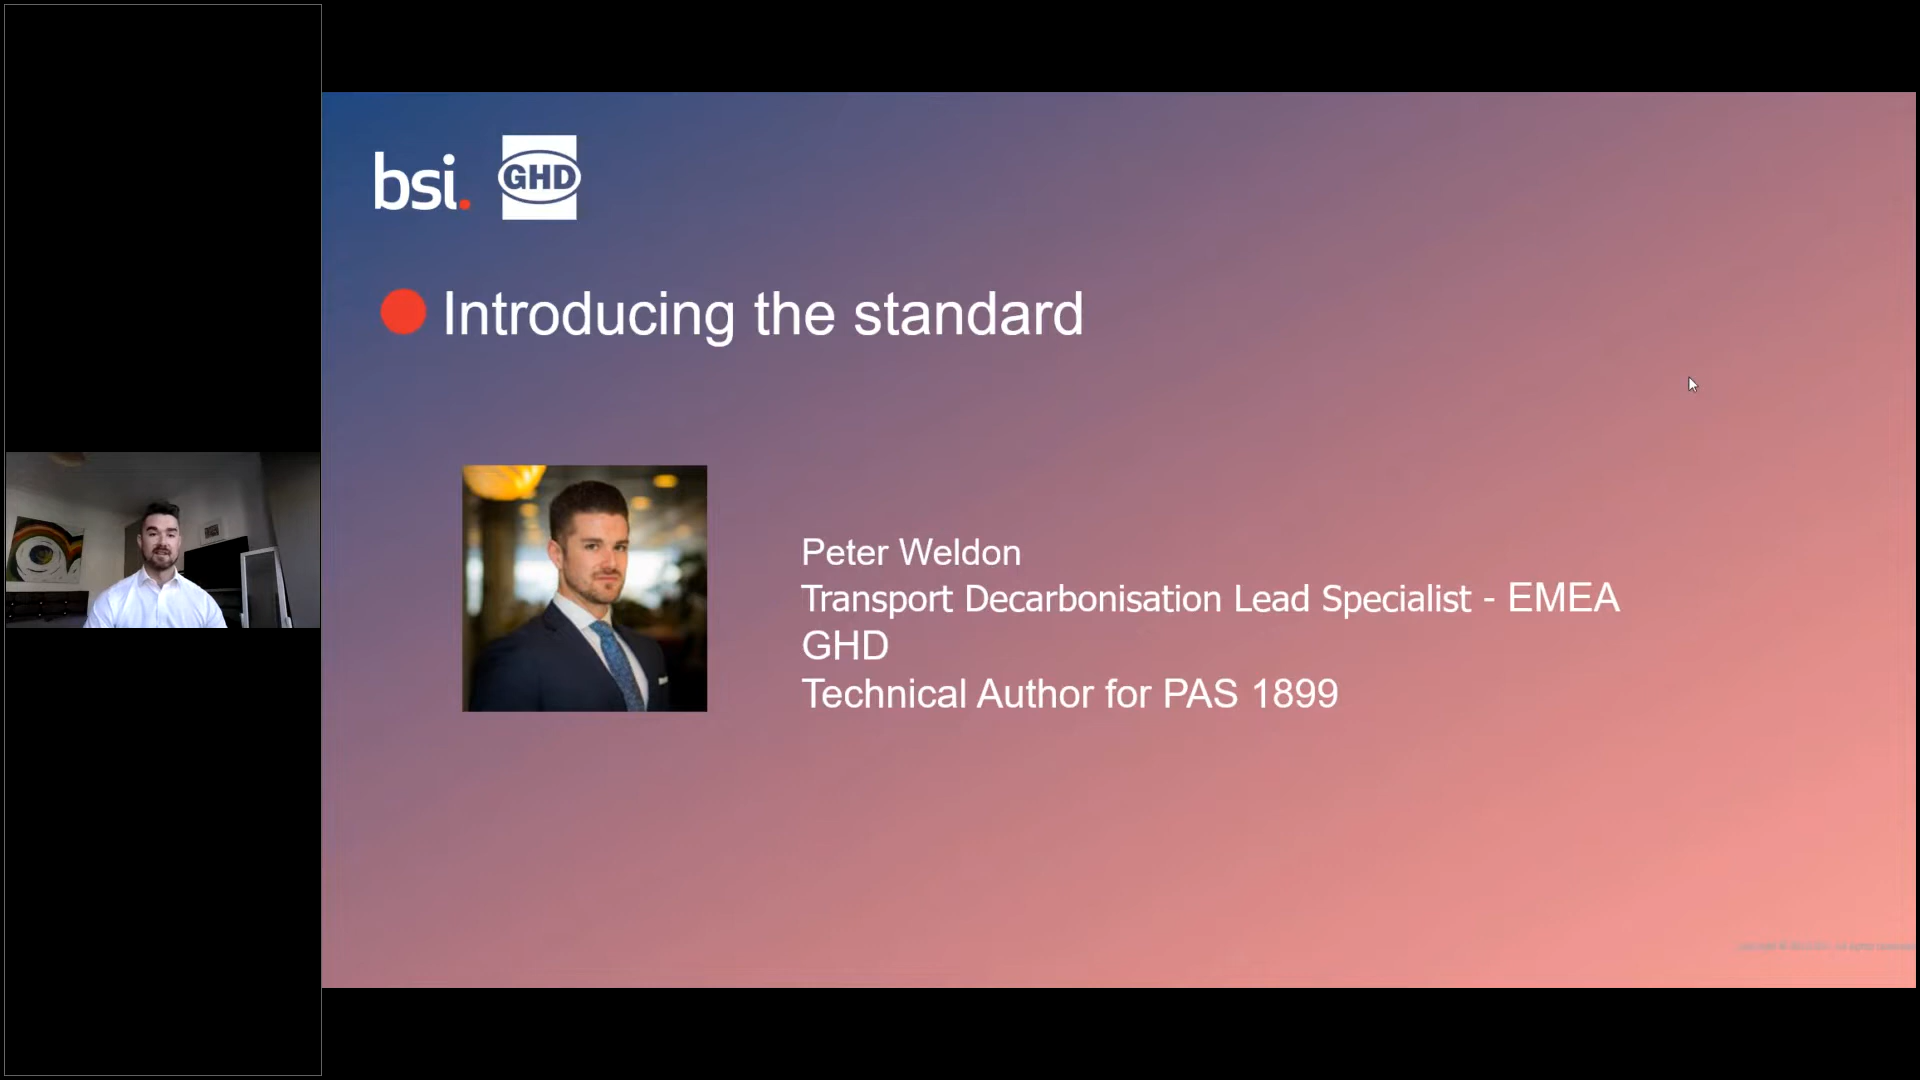 bsi.
GHD
Introducing the standard
Peter Weldon
Transport Decarbonisation Lead Specialist - EMEA
GHD
Technical Author for PAS 1899